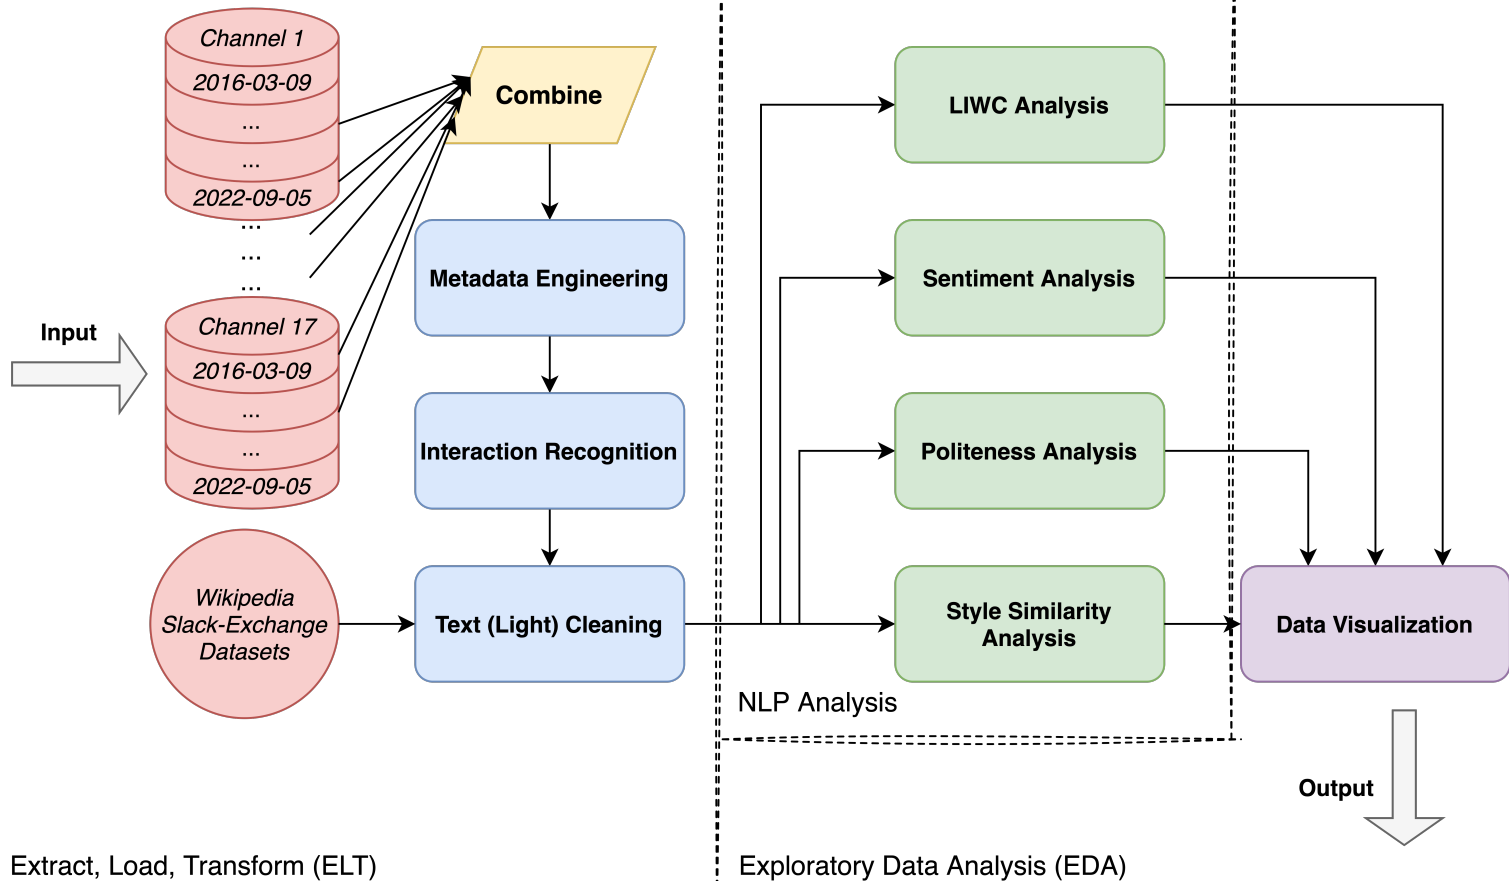 Channel 1
2016-03-09
...
...
2022-09-05
...
...
...
Channel 17
2016-03-09
...
...
2022-09-05
Input
Wikipedia
Slack-Exchange
Datasets
Combine
Metadata Engineering
Interaction Recognition
Text (Light) Cleaning
Extract, Load, Transform (ELT)
LIWC Analysis
Sentiment Analysis
Politeness Analysis
Style Similarity
Analysis
NLP Analysis
Data Visualization
Output
Exploratory Data Analysis (EDA)